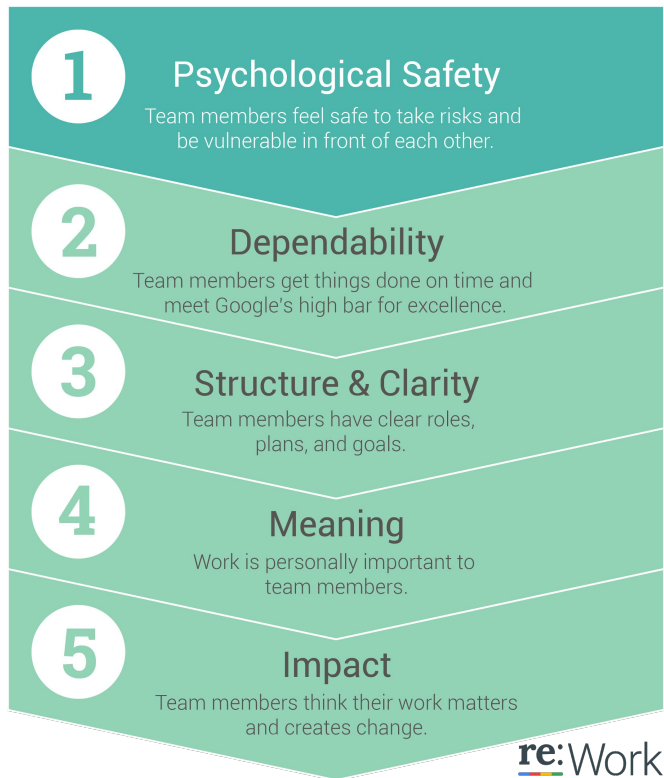 1
Psychological Safety
Team members feel safe to take risks and
be vulnerable in front of each other.
2
Dependability
Team members get things done on time and
meet Google's high bar for excellence.
3
Structure & Clarity
Team members have clear roles,
plans, and goals.
4
Meaning
Work is personally important to
team members.
5
Impact
Team members think their work matters
and creates change.
re:Work